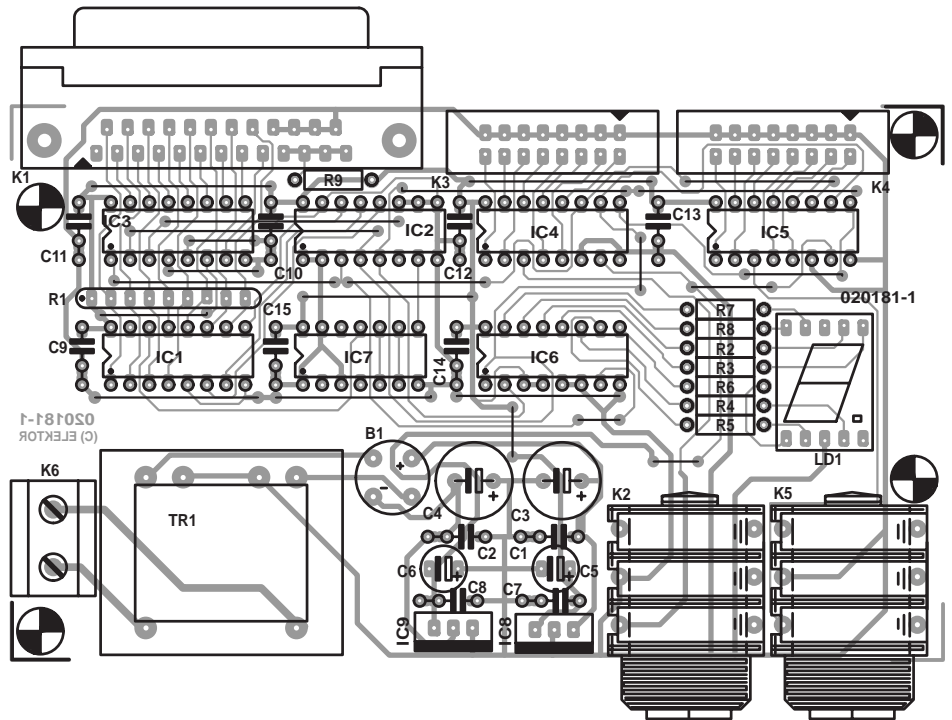 K1
R9
K3
K4
IC3
IC2
IC4
C13
IC5
C11
C10
C12
R1
C15
020181-1
R7
R8
C9
IC1
IC7
C14
IC6
R2
R3
R6
R4
R5
020181-1
(C) ELEKTOR
B1
+
−
LD1
K6
TR1
C4
+
C3
+
K2
K5
C2
C1
C6
+
C5
+
C8
C7
IC9
IC8